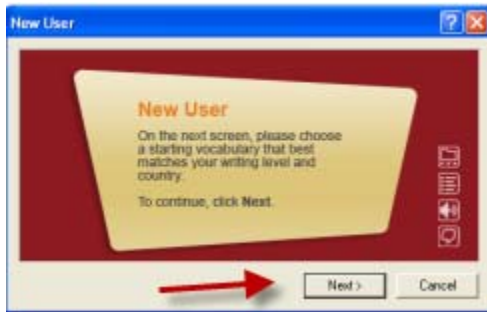 New User
New User
On the next screen, please choose
a starting vocabulary that best
matches your writing level and
country.
To continue, click Next.
Next >
Cancel